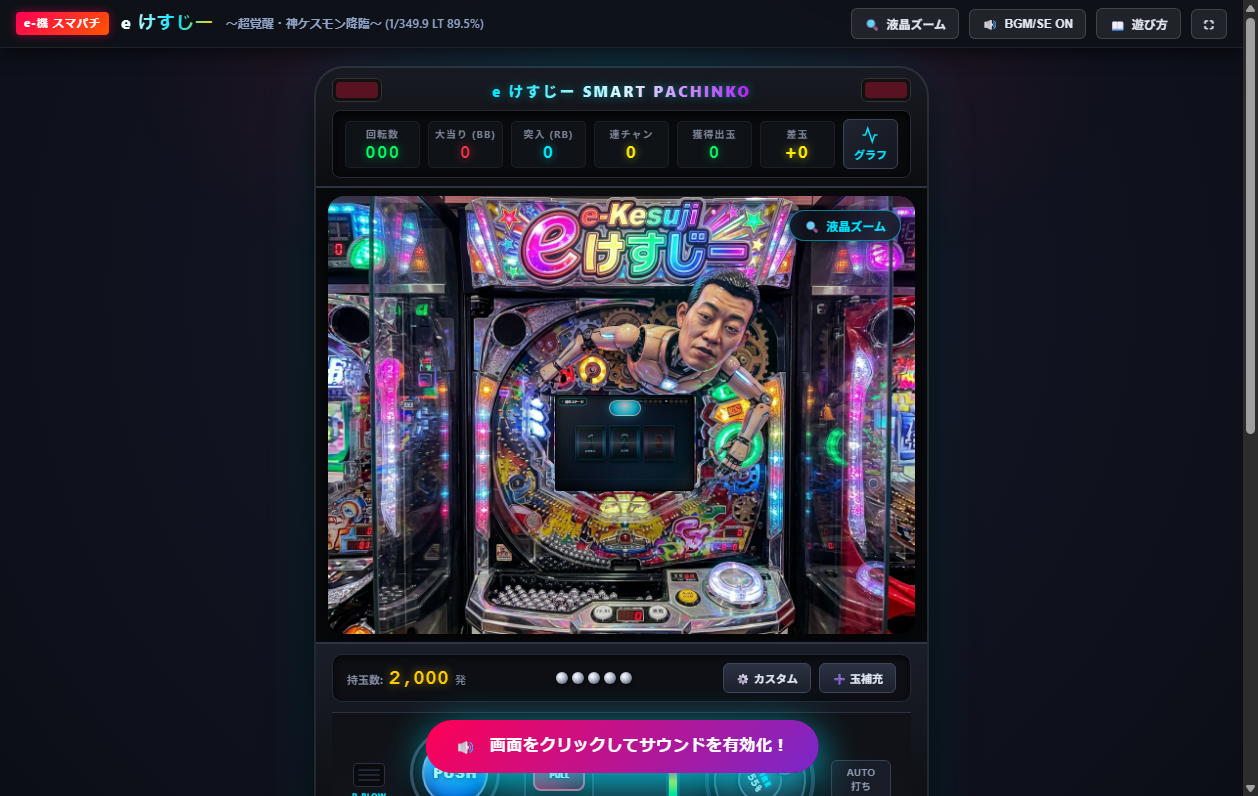 e-機 スマパチ
e けすじー
～超覚醒・神ケスモン降臨～ (1/349.9 LT 89.5%)
液晶ズーム
BGM/SE ON
遊び方
e けすじー SMART PACHINKO
回転数
000
大当り (BB)
0
突入 (RB)
0
連チャン
0
獲得出玉
0
差玉
+0
グラフ
e-Kesuji
eけすじー
液晶ズーム
持玉数: 2,000 発
カスタム
玉補充
画面をクリックしてサウンドを有効化！
PUSH
PULL
55%
AUTO
打ち